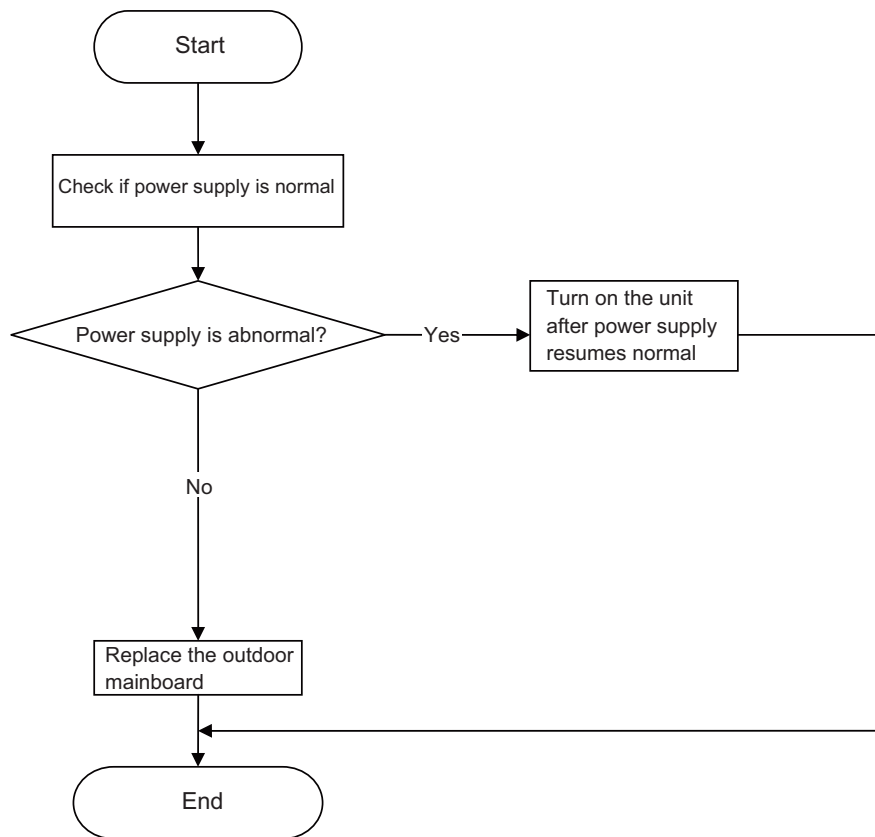 Start
Check if power supply is normal
Power supply is abnormal?
Yes
Turn on the unit
after power supply
resumes normal
No
Replace the outdoor
mainboard
End